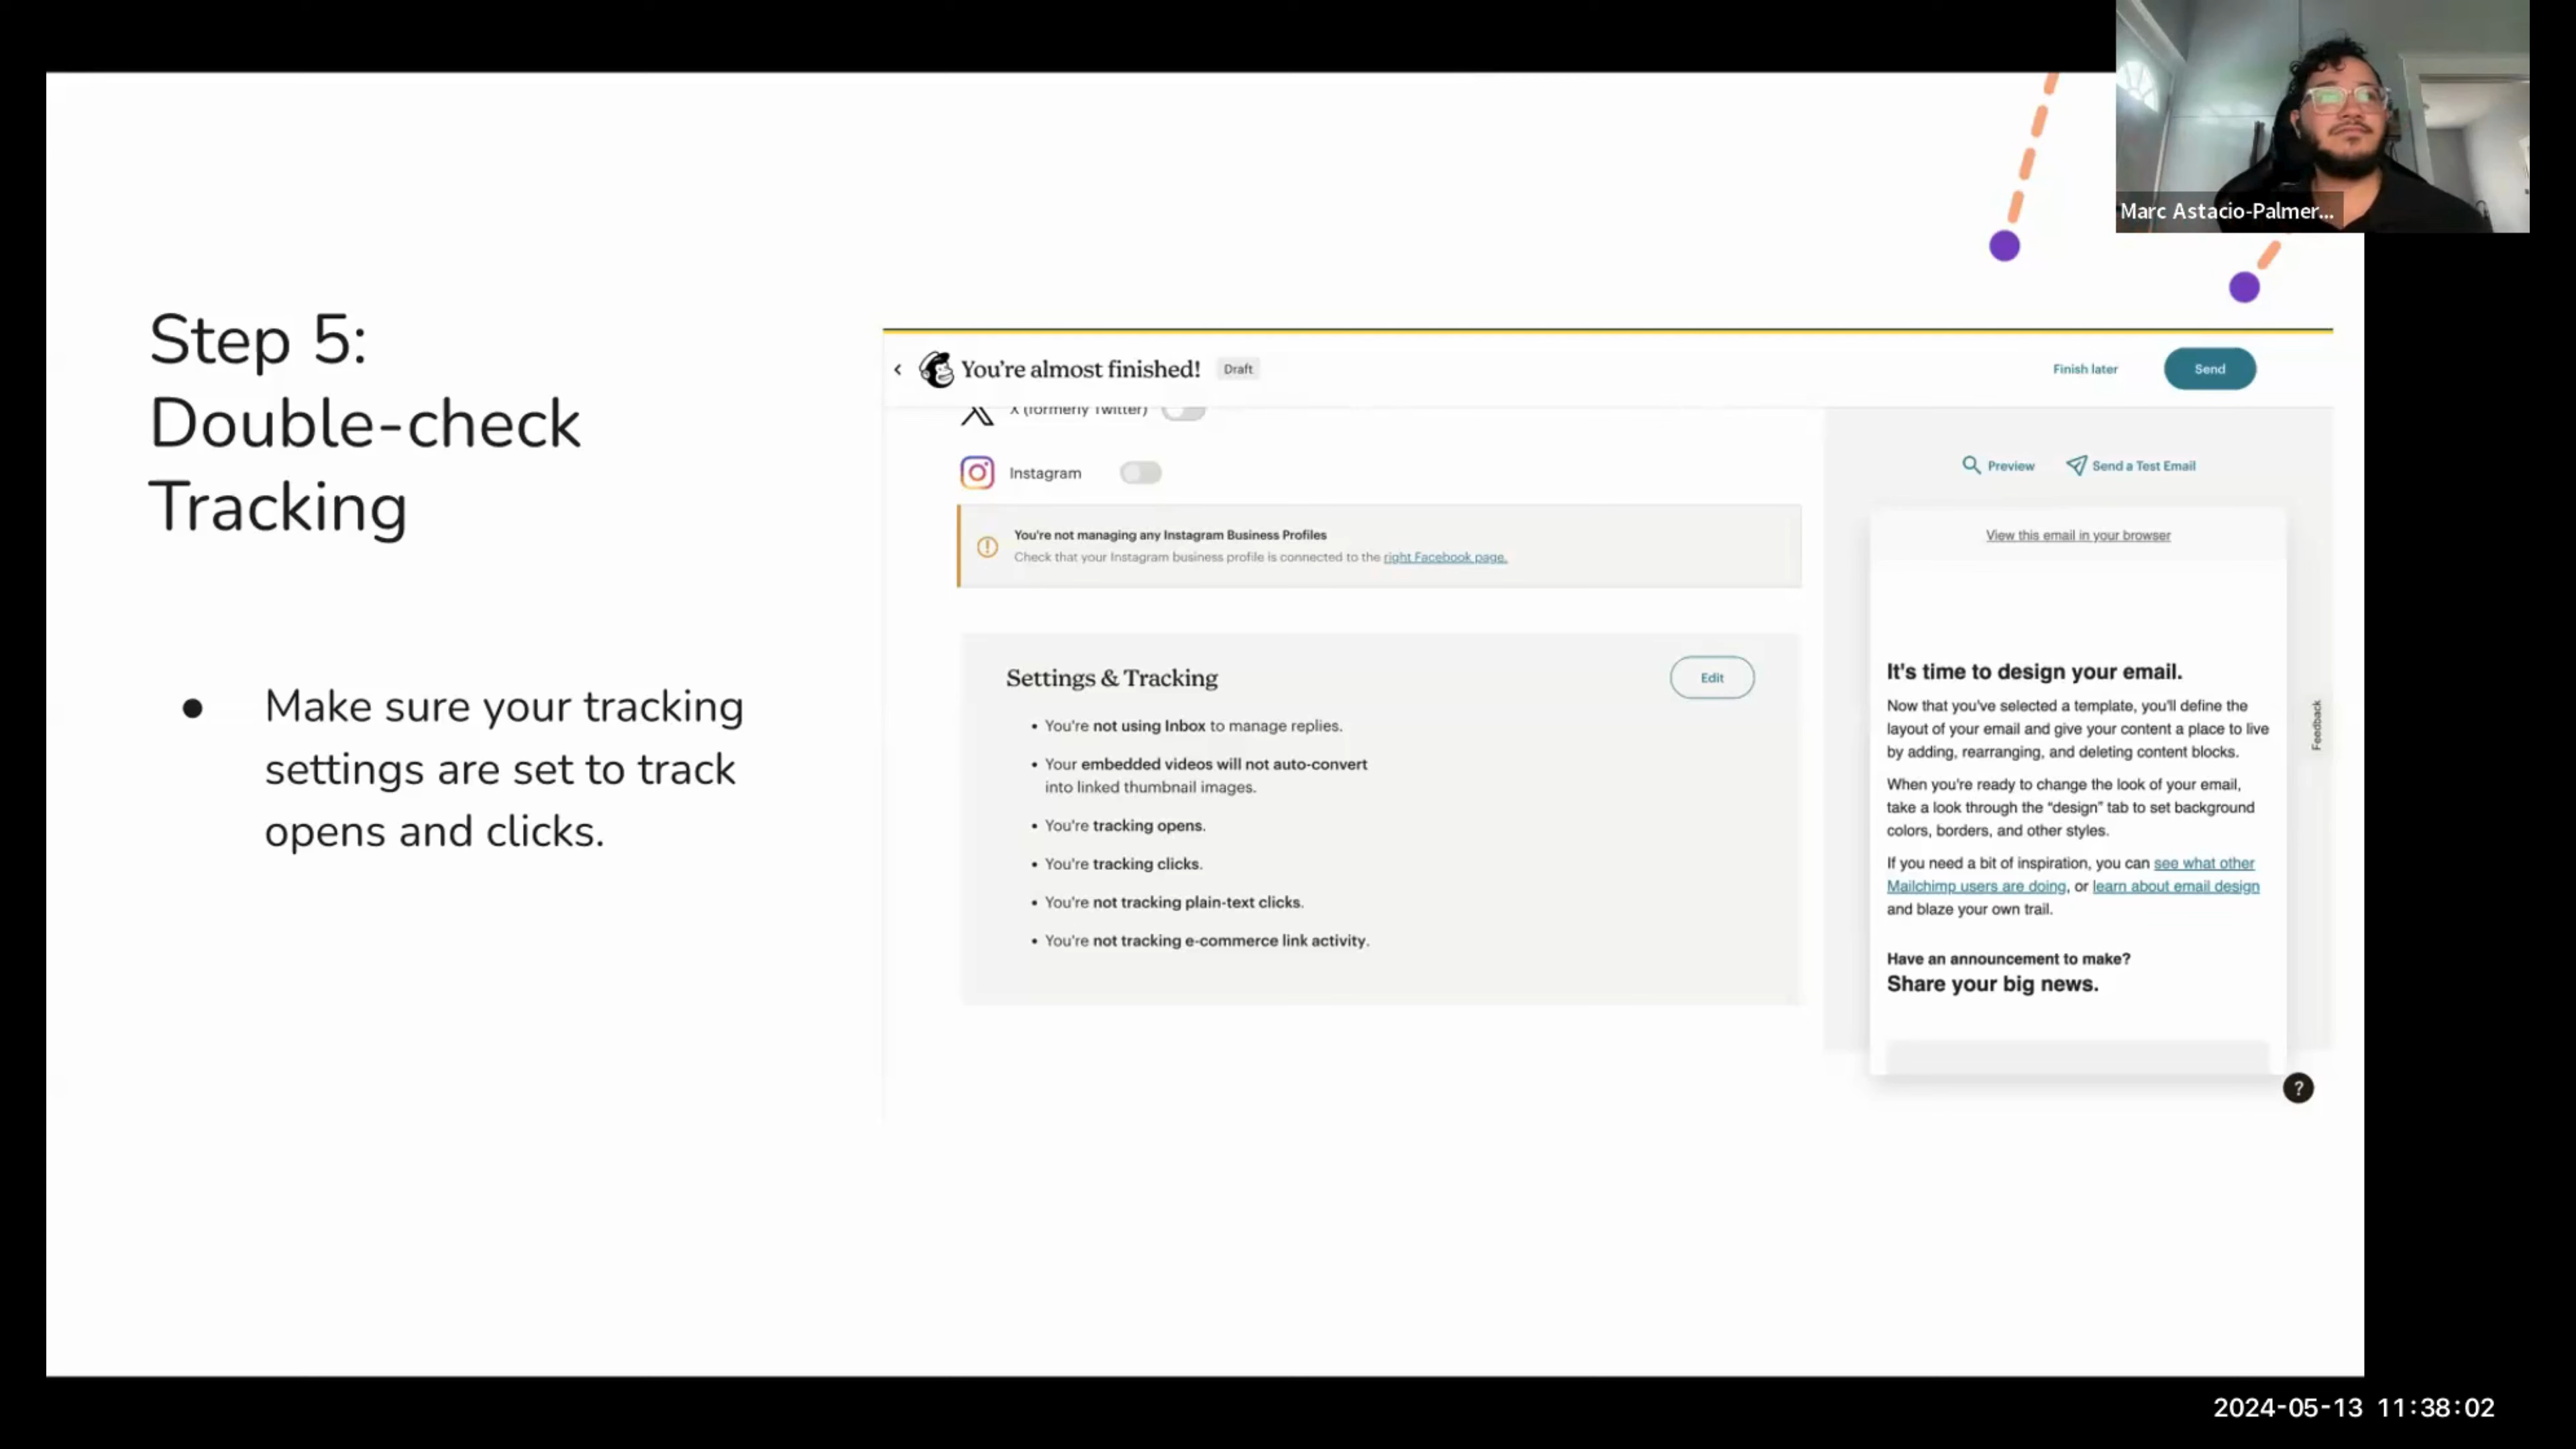 Marc Astacio-Palmer...
Step 5:
Double-check
Tracking
● Make sure your tracking
settings are set to track
opens and clicks.
You're almost finished!
Draft
Finish later
Send
X (formerly Twitter)
Instagram
You're not managing any Instagram Business Profiles
Check that your Instagram business profile is connected to the right Facebook page.
Settings & Tracking
Edit
• You're not using Inbox to manage replies.
• Your embedded videos will not auto-convert
into linked thumbnail images.
• You're tracking opens.
• You're tracking clicks.
• You're not tracking plain-text clicks.
• You're not tracking e-commerce link activity.
Preview
Send a Test Email
View this email in your browser
It's time to design your email.
Now that you've selected a template, you'll define the
layout of your email and give your content a place to live
by adding, rearranging, and deleting content blocks.
When you're ready to change the look of your email,
take a look through the “design” tab to set background
colors, borders, and other styles.
If you need a bit of inspiration, you can see what other
Mailchimp users are doing, or learn about email design
and blaze your own trail.
Have an announcement to make?
Share your big news.
Feedback
?
2024-05-13 11:38:02